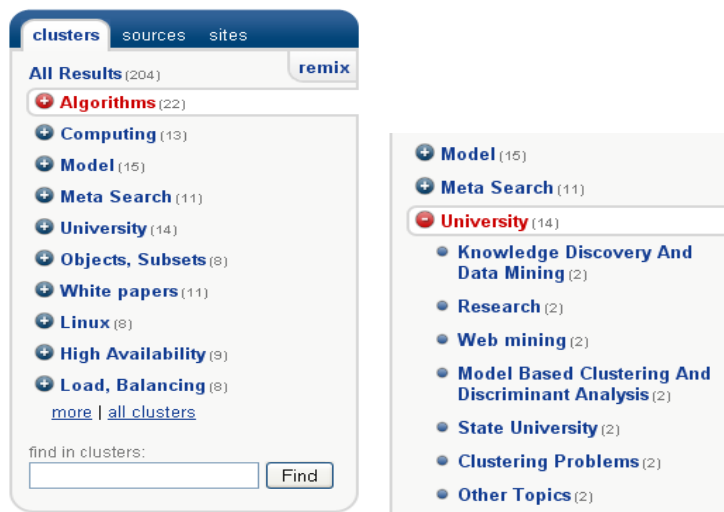 clusters sources sites
remix
All Results (204)
Algorithms (22)
Computing (13)
Model (15)
Meta Search (11)
University (14)
Objects, Subsets (8)
White papers (11)
Linux (8)
High Availability (9)
Load, Balancing (8)
more | all clusters
find in clusters:
Find
Model (15)
Meta Search (11)
University (14)
Knowledge Discovery And
Data Mining (2)
Research (2)
Web mining (2)
Model Based Clustering And
Discriminant Analysis (2)
State University (2)
Clustering Problems (2)
Other Topics (2)